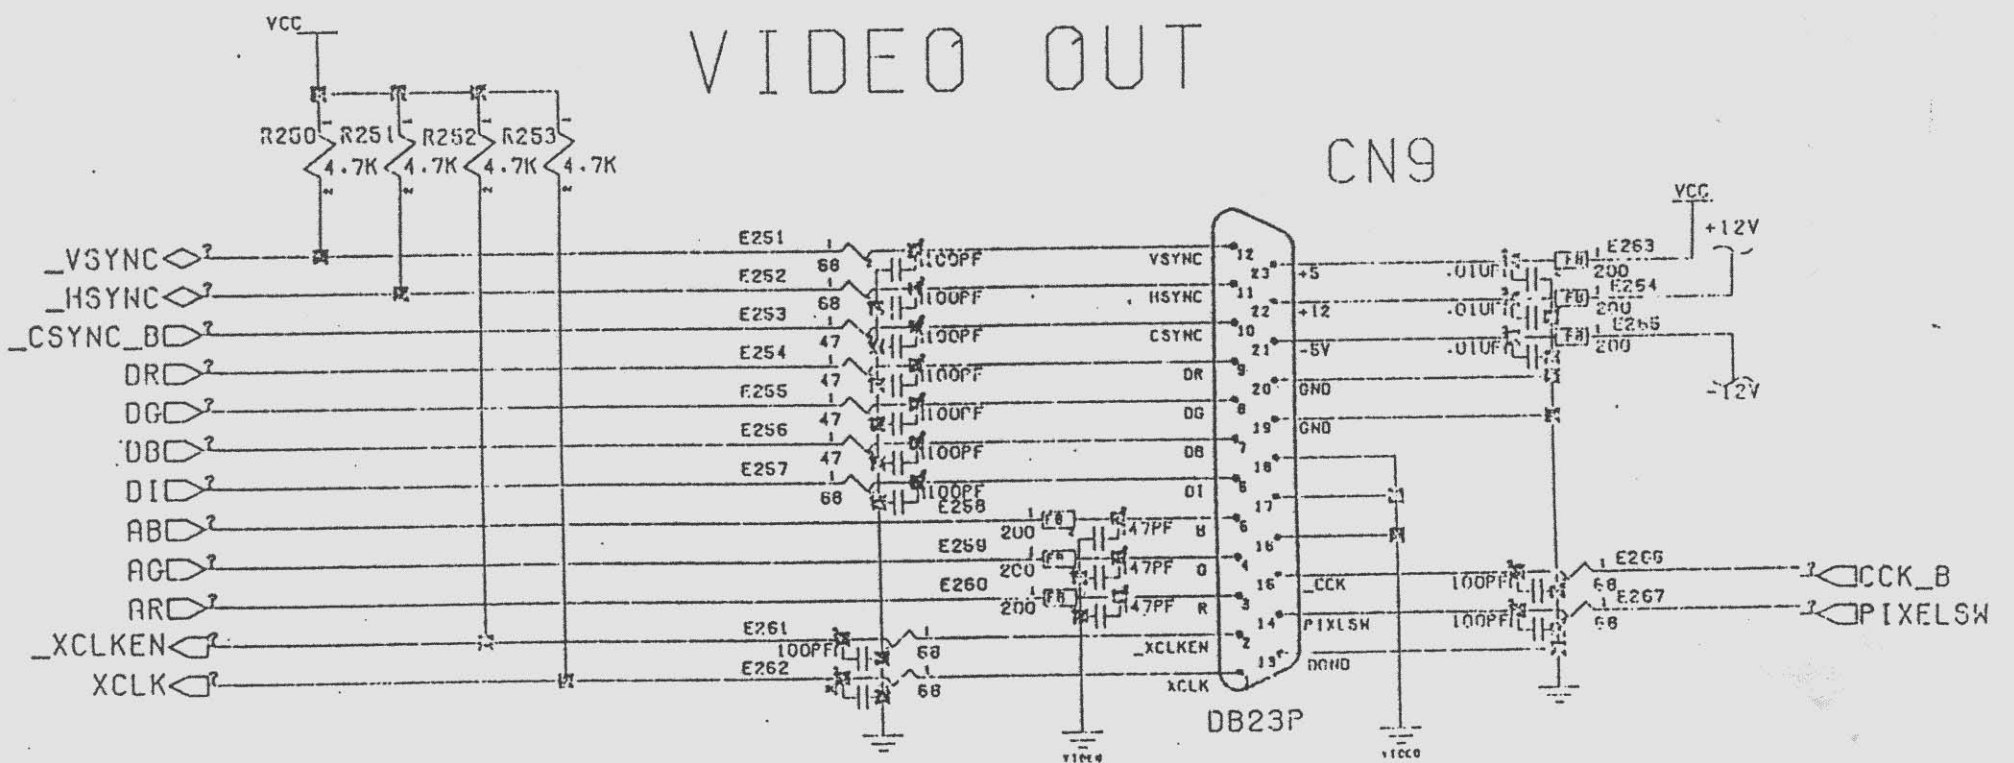 VCC
VIDEO OUT
R250 R251 R252 R253
4.7K 4.7K 4.7K 4.7K
CN9
VCC
+12V
-12V
_VSYNC E251 68 100PF VSYNC 12
_HSYNC E252 68 100PF HSYNC 11
_CSYNC_B E253 47 100PF CSYNC 10
DR E254 47 100PF DR 9
DG E255 47 100PF DG 8
DB E256 47 100PF DB 7
DI E257 68 100PF DI
AB E258 200 47PF B
AG E259 200 47PF G 4
AR E260 200 47PF R 3
_XCLKEN E261 100PF 68 _XCLKEN 2
XCLK E262 68 XCLK
23 +5 .01UF E263 200
22 +12 .01UF E264 200
21 -5V .01UF E265 200
20 GND
19 GND
18
17
16
_CCK 100PF E266 68 CCK_B
14 PIXLSW 100PF E267 68 PIXELSW
13 DGND
DB23P
VIDEO
VIDEO